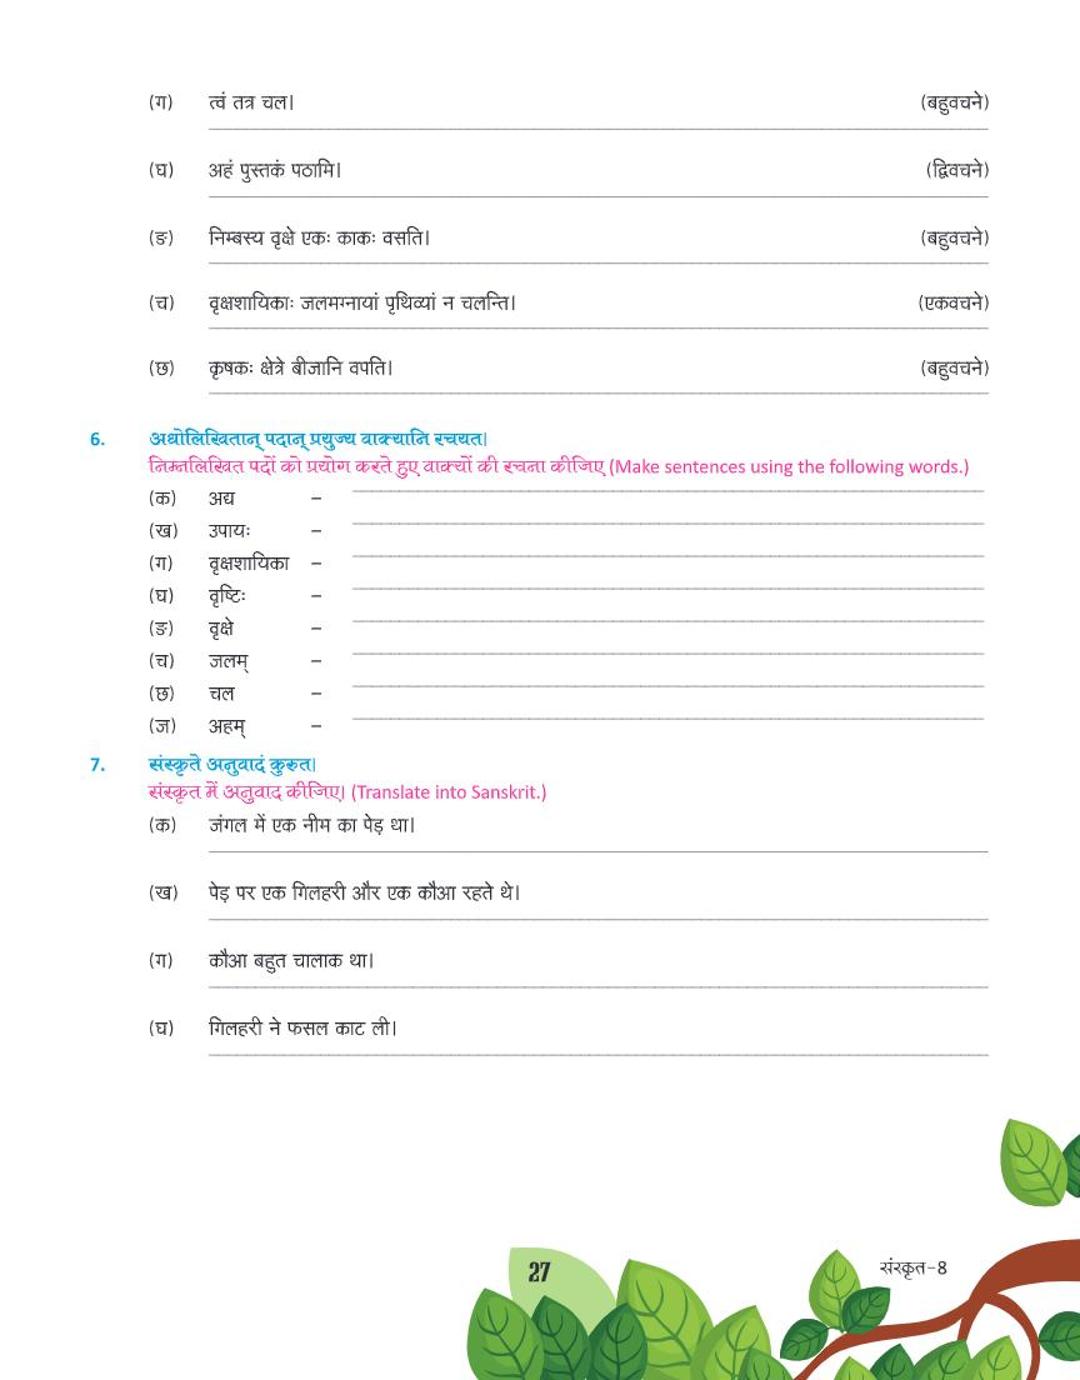 (ग) त्वं तत्र चल। (बहुवचने)
(घ) अहं पुस्तकं पठामि। (द्विवचने)
(ङ) निम्बस्य वृक्षे एकः काकः वसति। (बहुवचने)
(च) वृक्षशायिकाः जलमग्नायां पृथिव्यां न चलन्ति। (एकवचने)
(छ) कृषकः क्षेत्रे बीजानि वपति। (बहुवचने)
6. अधोलिखितान् पदान् प्रयुज्य वाक्यानि रचयत।
निम्नलिखित पदों को प्रयोग करते हुए वाक्यों की रचना कीजिए (Make sentences using the following words.)
(क) अद्य –
(ख) उपायः –
(ग) वृक्षशायिका –
(घ) वृष्टिः –
(ङ) वृक्षे –
(च) जलम् –
(छ) चल –
(ज) अहम् –
7. संस्कृते अनुवादं कुरुत।
संस्कृत में अनुवाद कीजिए। (Translate into Sanskrit.)
(क) जंगल में एक नीम का पेड़ था।
(ख) पेड़ पर एक गिलहरी और एक कौआ रहते थे।
(ग) कौआ बहुत चालाक था।
(घ) गिलहरी ने फसल काट ली।
27
संस्कृत–8